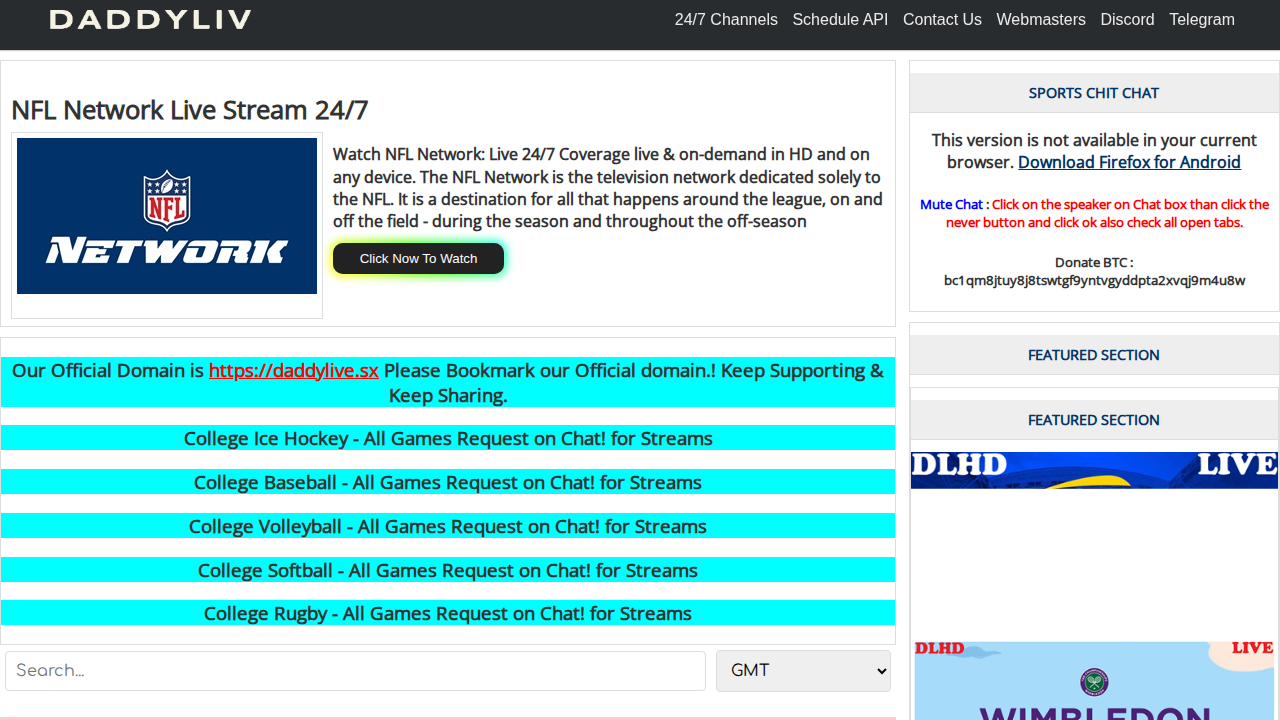 DADDYLIV
24/7 Channels Schedule API Contact Us Webmasters Discord Telegram
NFL Network Live Stream 24/7
NFL
NETWORK
Watch NFL Network: Live 24/7 Coverage live & on-demand in HD and on
any device. The NFL Network is the television network dedicated solely to
the NFL. It is a destination for all that happens around the league, on and
off the field - during the season and throughout the off-season
Click Now To Watch
Our Official Domain is https://daddylive.sx Please Bookmark our Official domain.! Keep Supporting &
Keep Sharing.
College Ice Hockey - All Games Request on Chat! for Streams
College Baseball - All Games Request on Chat! for Streams
College Volleyball - All Games Request on Chat! for Streams
College Softball - All Games Request on Chat! for Streams
College Rugby - All Games Request on Chat! for Streams
Search...
GMT
SPORTS CHIT CHAT
This version is not available in your current
browser. Download Firefox for Android
Mute Chat : Click on the speaker on Chat box than click the
never button and click ok also check all open tabs.
Donate BTC :
bc1qm8jtuy8j8tswtgf9yntvgyddpta2xvqj9m4u8w
FEATURED SECTION
FEATURED SECTION
DLHD LIVE
DLHD LIVE
WIMBLEDON